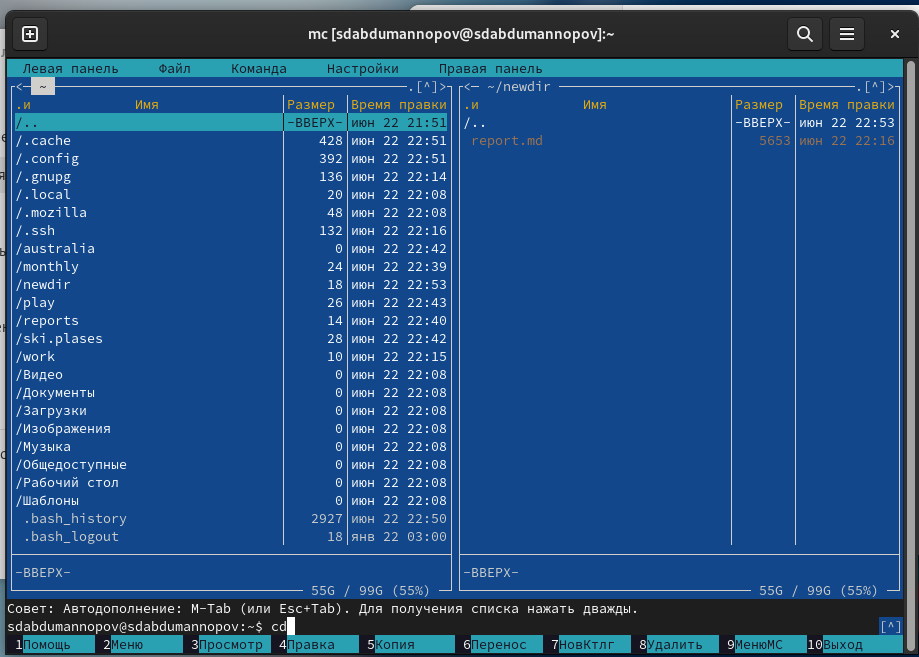 mc [sdabdumannopov@sdabdumannopov]:~
Левая панель Файл Команда Настройки Правая панель
<─ ~ .[^]> <─ ~/newdir .[^]>
.и Имя Размер Время правки .и Имя Размер Время правки
/.. -ВВЕРХ- июн 22 21:51 /.. -ВВЕРХ- июн 22 22:53
/.cache 428 июн 22 22:51 report.md 5653 июн 22 22:16
/.config 392 июн 22 22:51
/.gnupg 136 июн 22 22:14
/.local 20 июн 22 22:08
/.mozilla 48 июн 22 22:08
/.ssh 132 июн 22 22:16
/australia 0 июн 22 22:42
/monthly 24 июн 22 22:39
/newdir 18 июн 22 22:53
/play 26 июн 22 22:43
/reports 14 июн 22 22:40
/ski.plases 28 июн 22 22:42
/work 10 июн 22 22:15
/Видео 0 июн 22 22:08
/Документы 0 июн 22 22:08
/Загрузки 0 июн 22 22:08
/Изображения 0 июн 22 22:08
/Музыка 0 июн 22 22:08
/Общедоступные 0 июн 22 22:08
/Рабочий стол 0 июн 22 22:08
/Шаблоны 0 июн 22 22:08
.bash_history 2927 июн 22 22:50
.bash_logout 18 янв 22 03:00
-ВВЕРХ- -ВВЕРХ-
55G / 99G (55%) 55G / 99G (55%)
Совет: Автодополнение: M-Tab (или Esc+Tab). Для получения списка нажать дважды.
sdabdumannopov@sdabdumannopov:~$ cd [^]
1Помощь 2Меню 3Просмотр 4Правка 5Копия 6Перенос 7НовКтлг 8Удалить 9МенюМС 10Выход